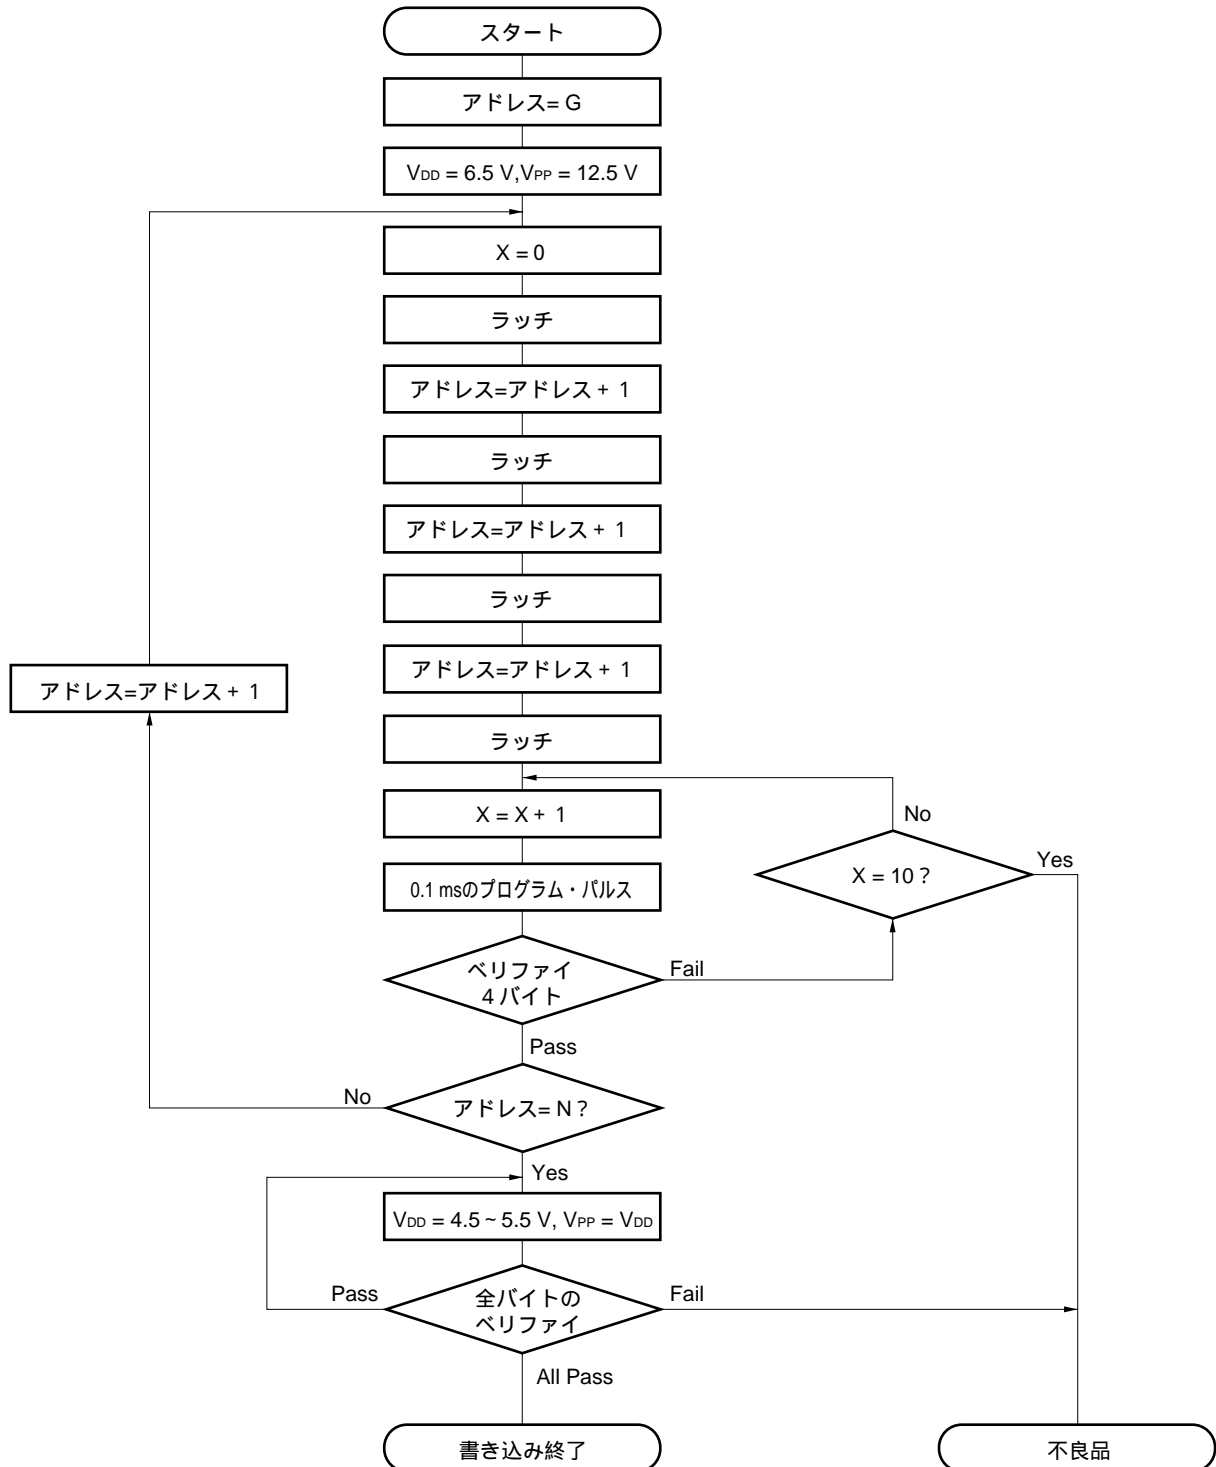 スタート
アドレス= G
VDD = 6.5 V,VPP = 12.5 V
X = 0
ラッチ
アドレス=アドレス + 1
ラッチ
アドレス=アドレス + 1
ラッチ
アドレス=アドレス + 1
アドレス=アドレス + 1
ラッチ
X = X + 1
No
X = 10 ?
Yes
0.1 msのプログラム・パルス
ベリファイ
4 バイト
Fail
Pass
No
アドレス= N ?
Yes
VDD = 4.5 ~ 5.5 V, VPP = VDD
Pass
全バイトの
ベリファイ
Fail
All Pass
書き込み終了
不良品